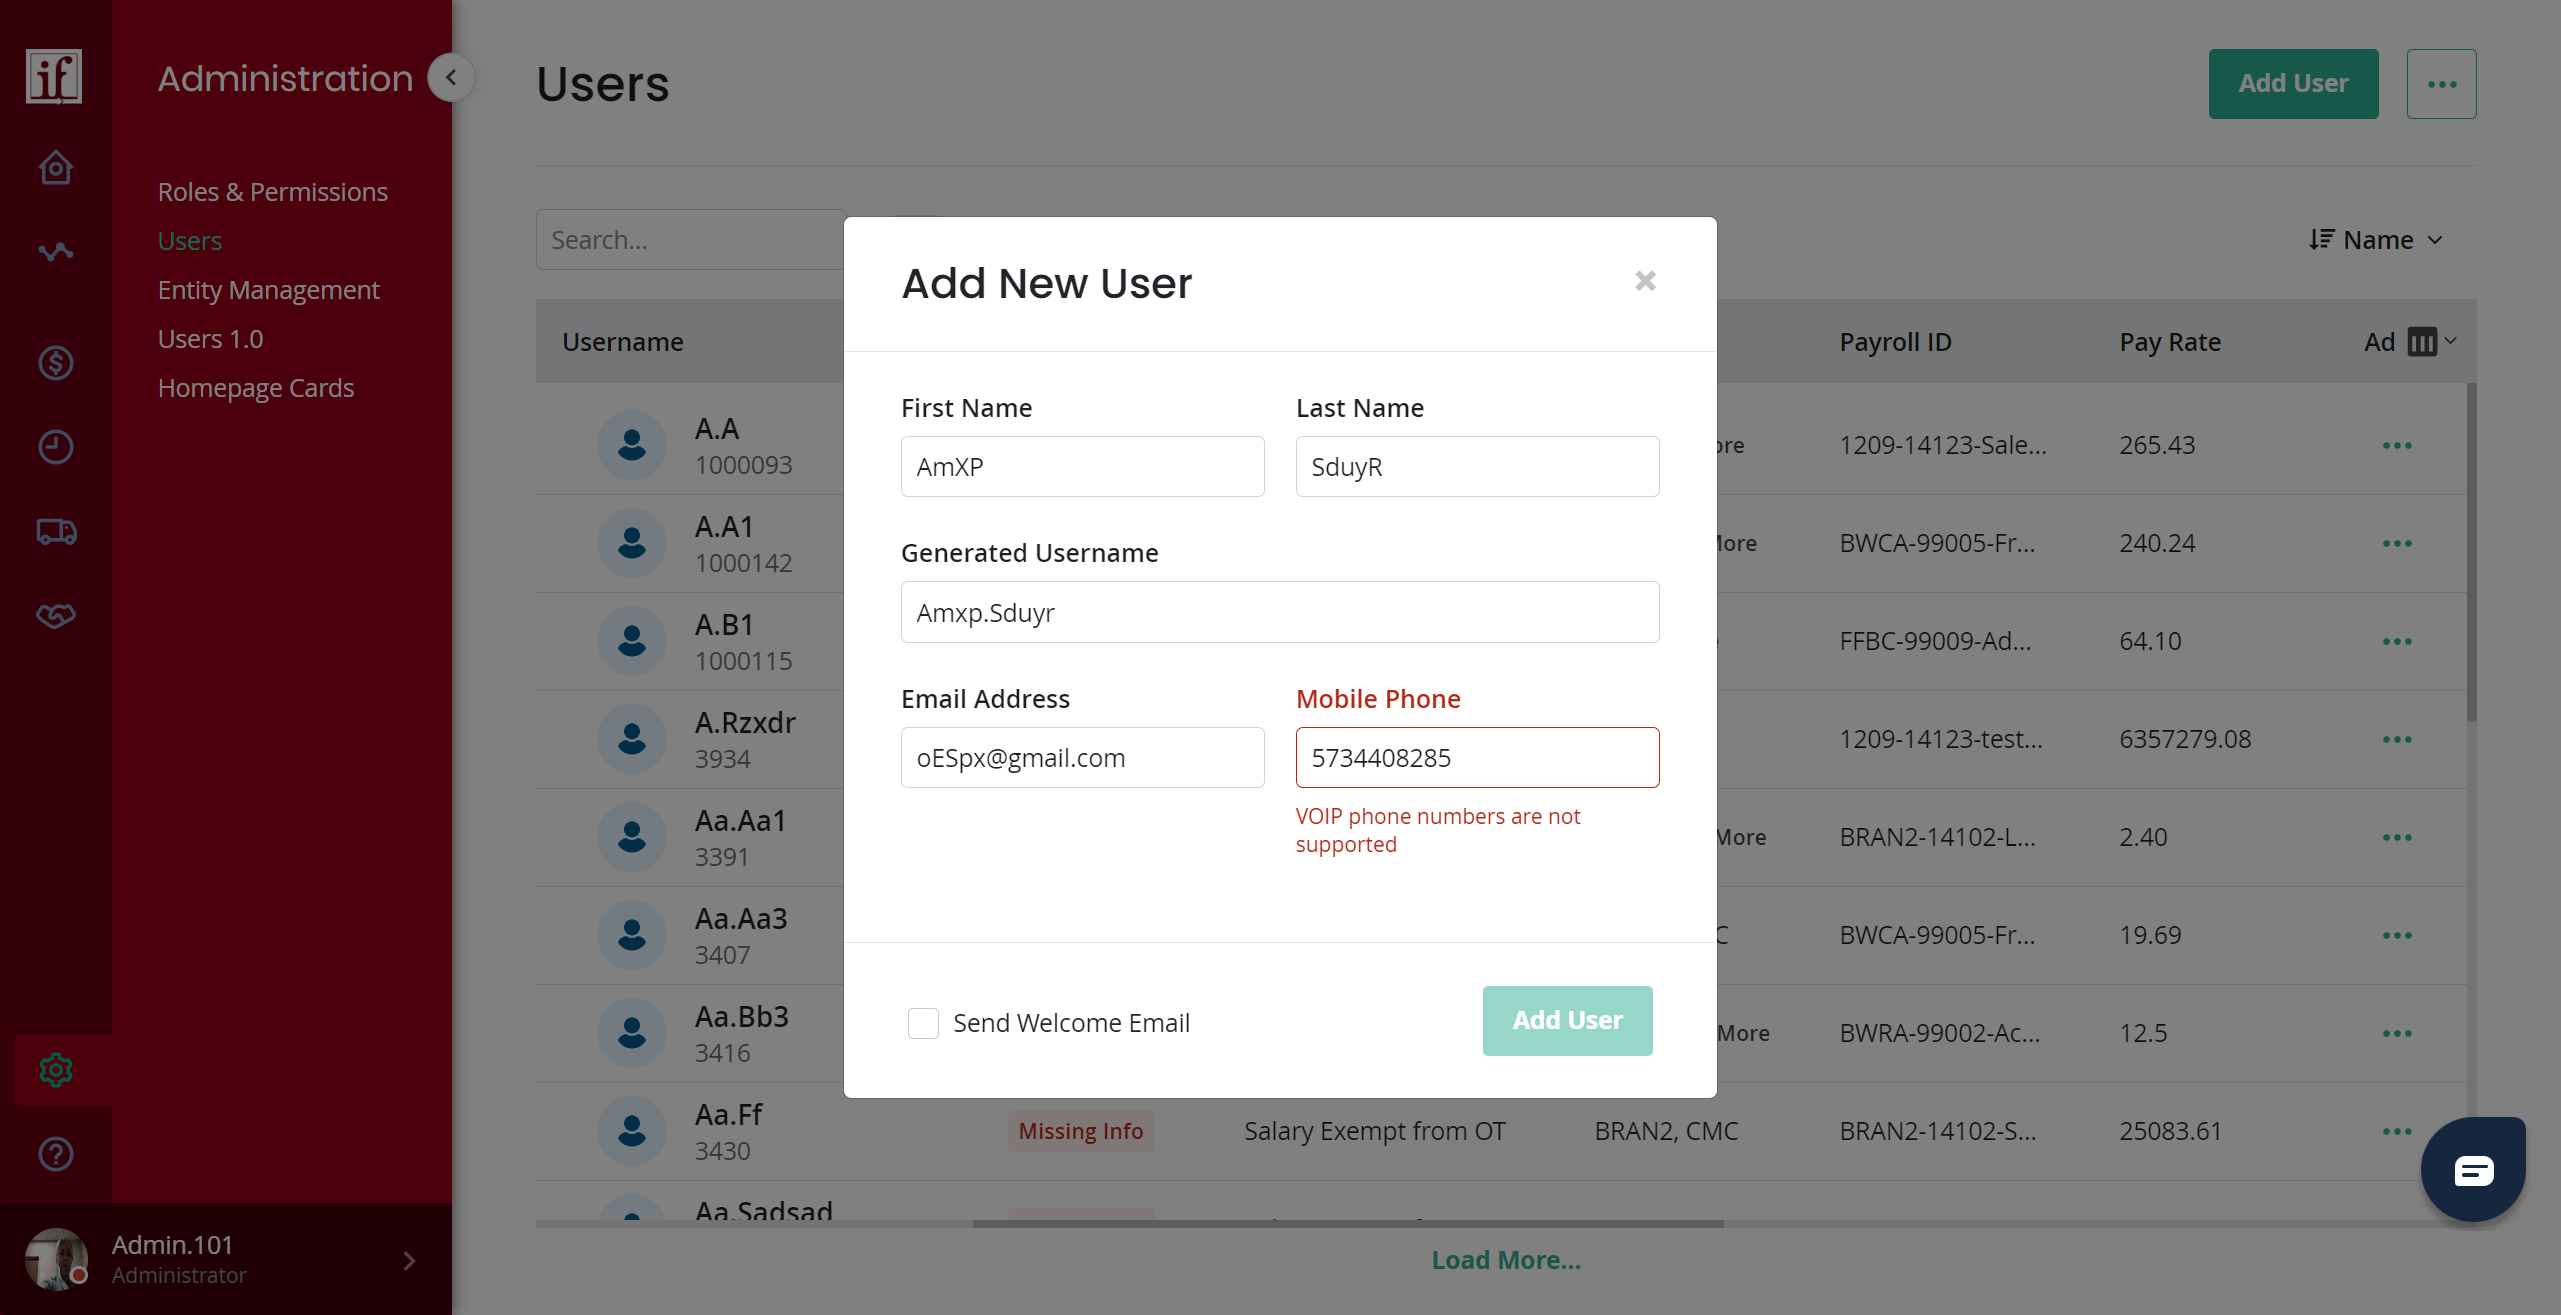 if
Administration
Roles & Permissions
Users
Entity Management
Users 1.0
Homepage Cards
Admin.101
Administrator
Users
Add User
Search...
Name
Username
Payroll ID
Pay Rate
Ad
A.A
1000093
ore
1209-14123-Sale...
265.43
A.A1
1000142
More
BWCA-99005-Fr...
240.24
A.B1
1000115
FFBC-99009-Ad...
64.10
A.Rzxdr
3934
1209-14123-test...
6357279.08
Aa.Aa1
3391
More
BRAN2-14102-L...
2.40
Aa.Aa3
3407
C
BWCA-99005-Fr...
19.69
Aa.Bb3
3416
More
BWRA-99002-Ac...
12.5
Aa.Ff
3430
Missing Info
Salary Exempt from OT
BRAN2, CMC
BRAN2-14102-S...
25083.61
Aa.Sadsad
Load More...
Add New User
First Name
Last Name
AmXP
SduyR
Generated Username
Amxp.Sduyr
Email Address
Mobile Phone
oESpx@gmail.com
5734408285
VOIP phone numbers are not
supported
Send Welcome Email
Add User